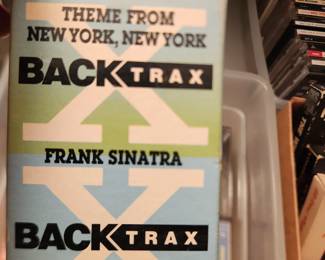 THEME FROM
NEW YORK, NEW YORK
BACK TRAX
FRANK SINATRA
BACK TRAX